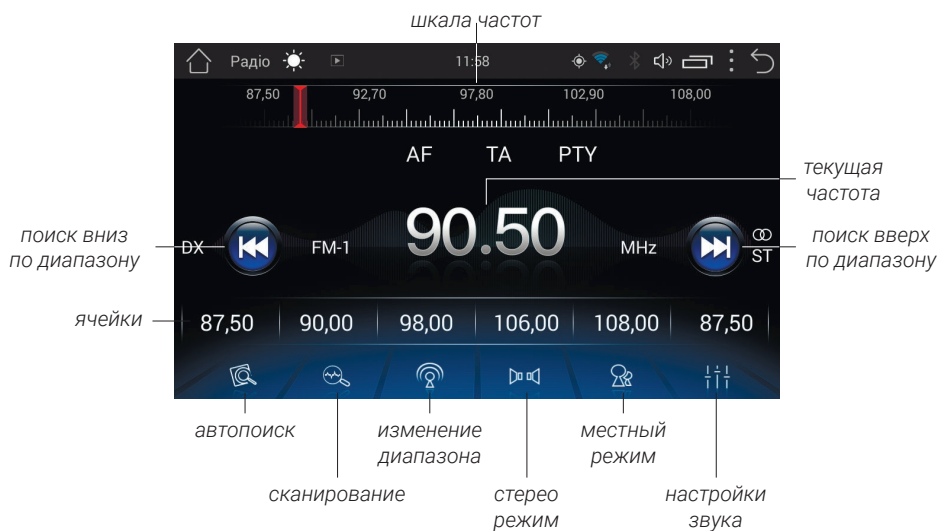 шкала частот
Радіо 11:58
87,50 92,70 97,80 102,90 108,00
AF TA PTY
текущая
частота
поиск вниз
по диапазону
DX FM-1 90.50 MHz ST
поиск вверх
по диапазону
ячейки
87,50 90,00 98,00 106,00 108,00 87,50
автопоиск
изменение
диапазона
местный
режим
сканирование
стерео
режим
настройки
звука